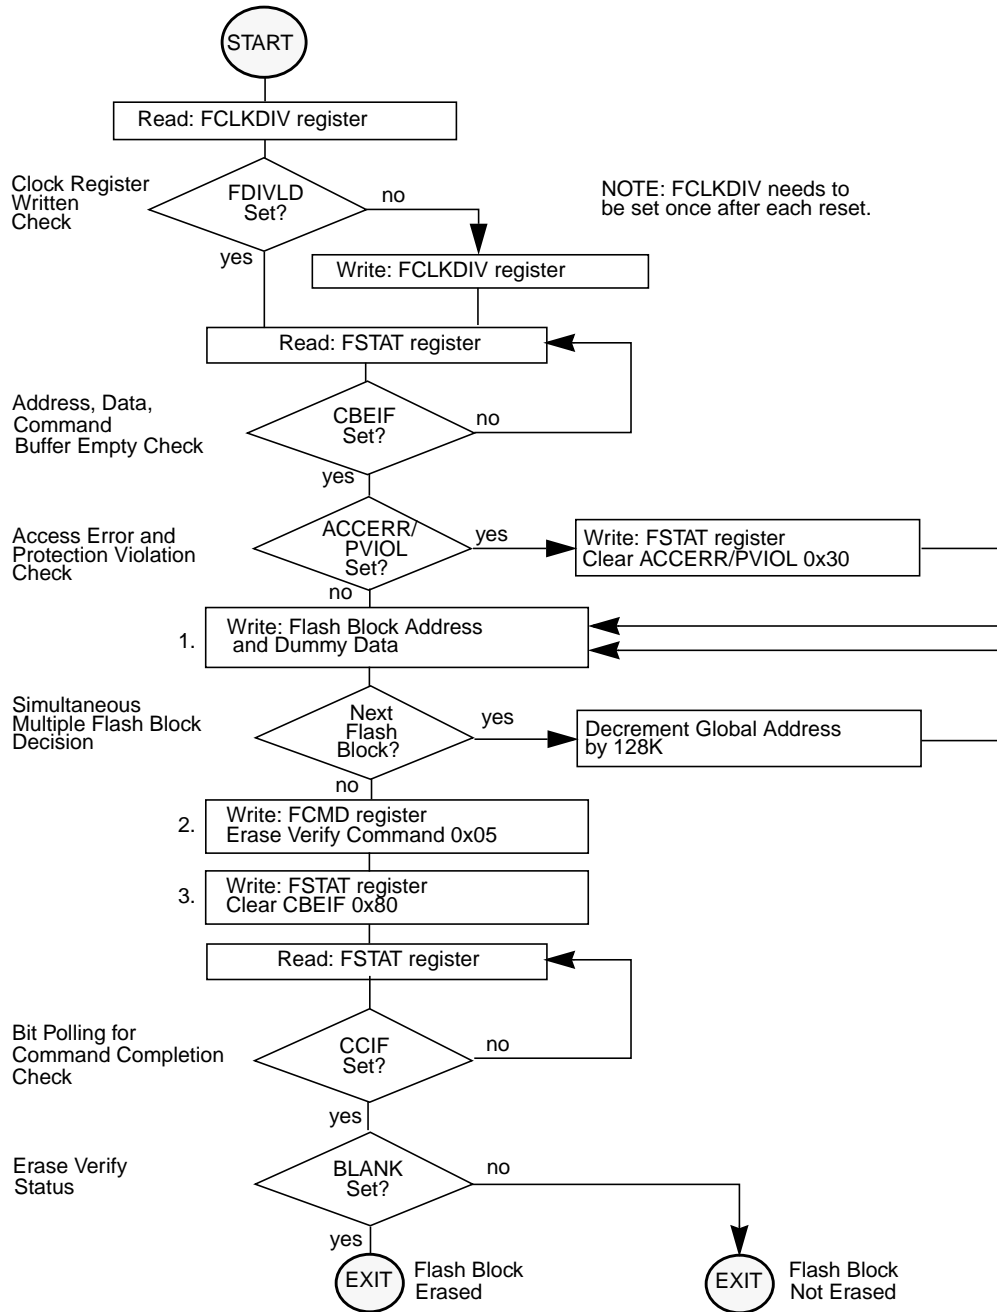 START
Read: FCLKDIV register
Clock Register
Written
Check
FDIVLD
Set?
no
yes
NOTE: FCLKDIV needs to
be set once after each reset.
Write: FCLKDIV register
Read: FSTAT register
Address, Data,
Command
Buffer Empty Check
CBEIF
Set?
no
yes
Access Error and
Protection Violation
Check
ACCERR/
PVIOL
Set?
yes
no
Write: FSTAT register
Clear ACCERR/PVIOL 0x30
1.
Write: Flash Block Address
and Dummy Data
Simultaneous
Multiple Flash Block
Decision
Next
Flash
Block?
yes
no
Decrement Global Address
by 128K
2.
Write: FCMD register
Erase Verify Command 0x05
3.
Write: FSTAT register
Clear CBEIF 0x80
Read: FSTAT register
Bit Polling for
Command Completion
Check
CCIF
Set?
no
yes
Erase Verify
Status
BLANK
Set?
no
yes
EXIT
Flash Block
Erased
EXIT
Flash Block
Not Erased